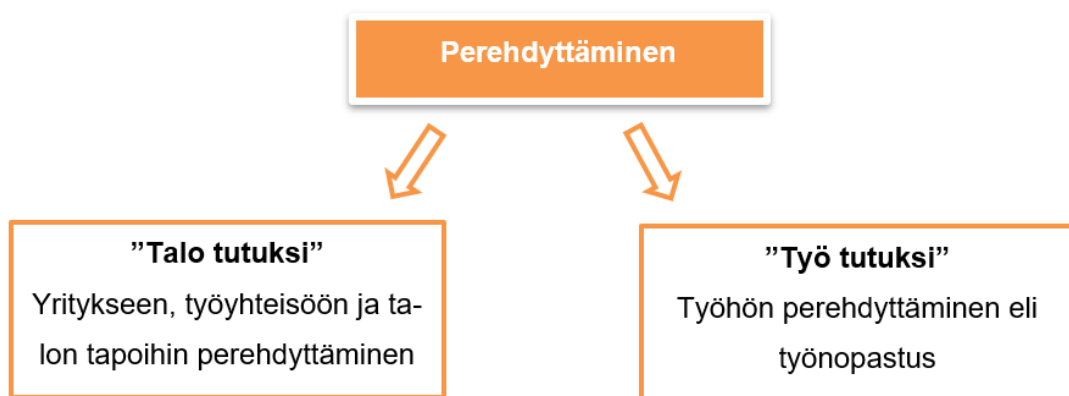 Perehdyttäminen
”Talo tutuksi”
Yritykseen, työyhteisöön ja ta-
lon tapoihin perehdyttäminen
”Työ tutuksi”
Työhön perehdyttäminen eli
työnopastus